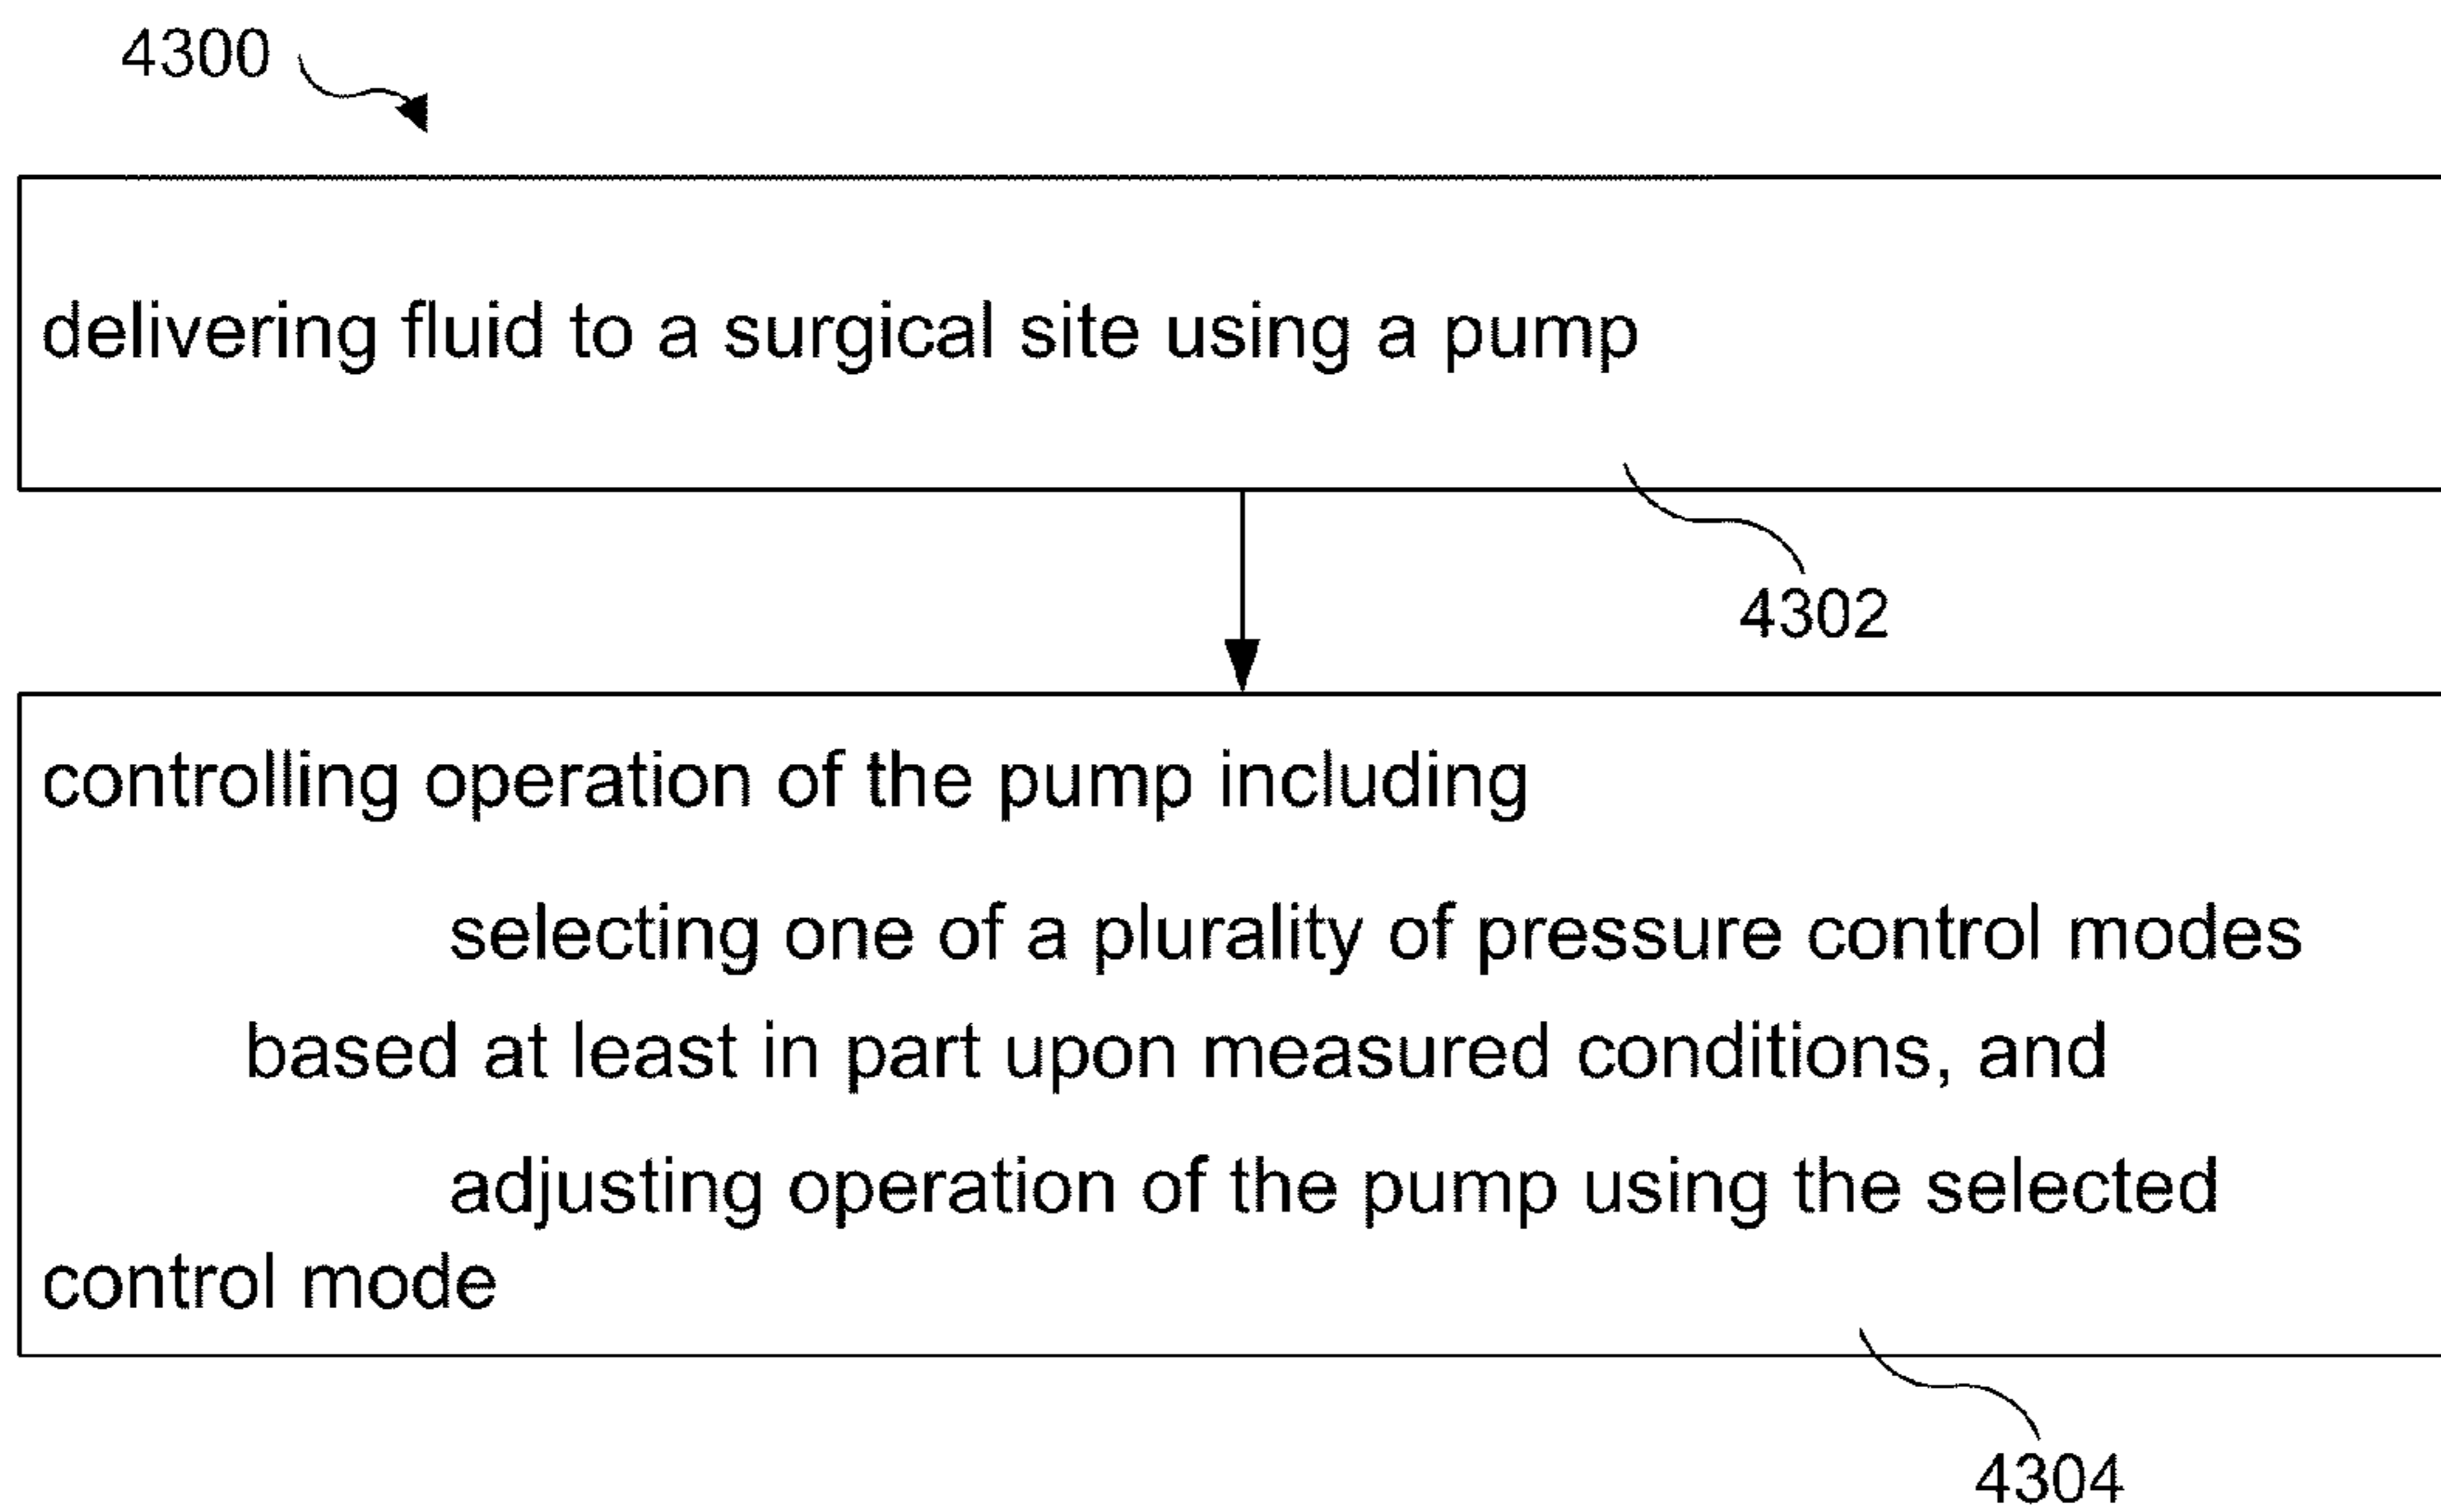 4300
delivering fluid to a surgical site using a pump
4302
controlling operation of the pump including
selecting one of a plurality of pressure control modes
based at least in part upon measured conditions, and
adjusting operation of the pump using the selected
control mode
4304